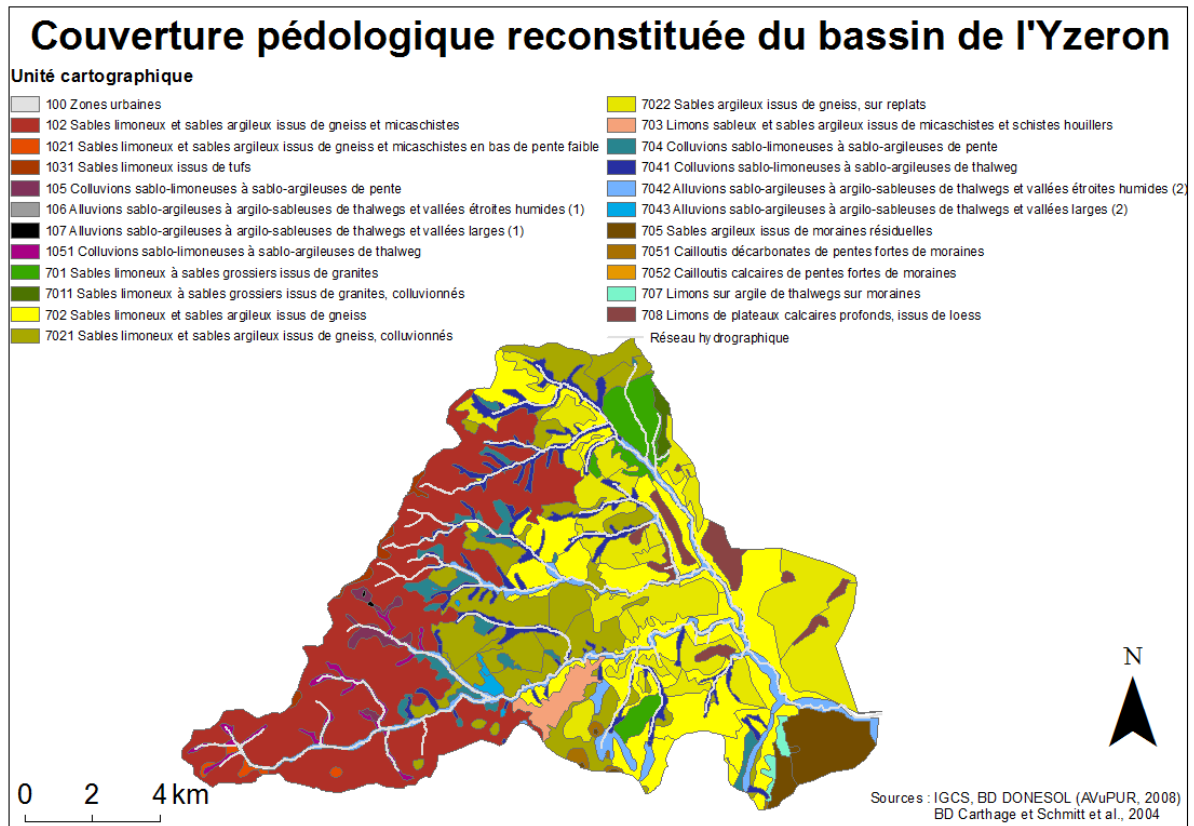 Couverture pédologique reconstituée du bassin de l'Yzeron
Unité cartographique
100 Zones urbaines
102 Sables limoneux et sables argileux issus de gneiss et micaschistes
1021 Sables limoneux et sables argileux issus de gneiss et micaschistes en bas de pente faible
1031 Sables limoneux issus de tufs
105 Colluvions sablo-limoneuses à sablo-argileuses de pente
106 Alluvions sablo-argileuses à argilo-sableuses de thalwegs et vallées étroites humides (1)
107 Alluvions sablo-argileuses à argilo-sableuses de thalwegs et vallées larges (1)
1051 Colluvions sablo-limoneuses à sablo-argileuses de thalweg
701 Sables limoneux à sables grossiers issus de granites
7011 Sables limoneux à sables grossiers issus de granites, colluvionnés
702 Sables limoneux et sables argileux issus de gneiss
7021 Sables limoneux et sables argileux issus de gneiss, colluvionnés
7022 Sables argileux issus de gneiss, sur replats
703 Limons sableux et sables argileux issus de micaschistes et schistes houillers
704 Colluvions sablo-limoneuses à sablo-argileuses de pente
7041 Colluvions sablo-limoneuses à sablo-argileuses de thalweg
7042 Alluvions sablo-argileuses à argilo-sableuses de thalwegs et vallées étroites humides (2)
7043 Alluvions sablo-argileuses à argilo-sableuses de thalwegs et vallées larges (2)
705 Sables argileux issus de moraines résiduelles
7051 Cailloutis décarbonates de pentes fortes de moraines
7052 Cailloutis calcaires de pentes fortes de moraines
707 Limons sur argile de thalwegs sur moraines
708 Limons de plateaux calcaires profonds, issus de loess
Réseau hydrographique
N
0 2 4 km
Sources : IGCS, BD DONESOL (AVuPUR, 2008)
BD Carthage et Schmitt et al., 2004